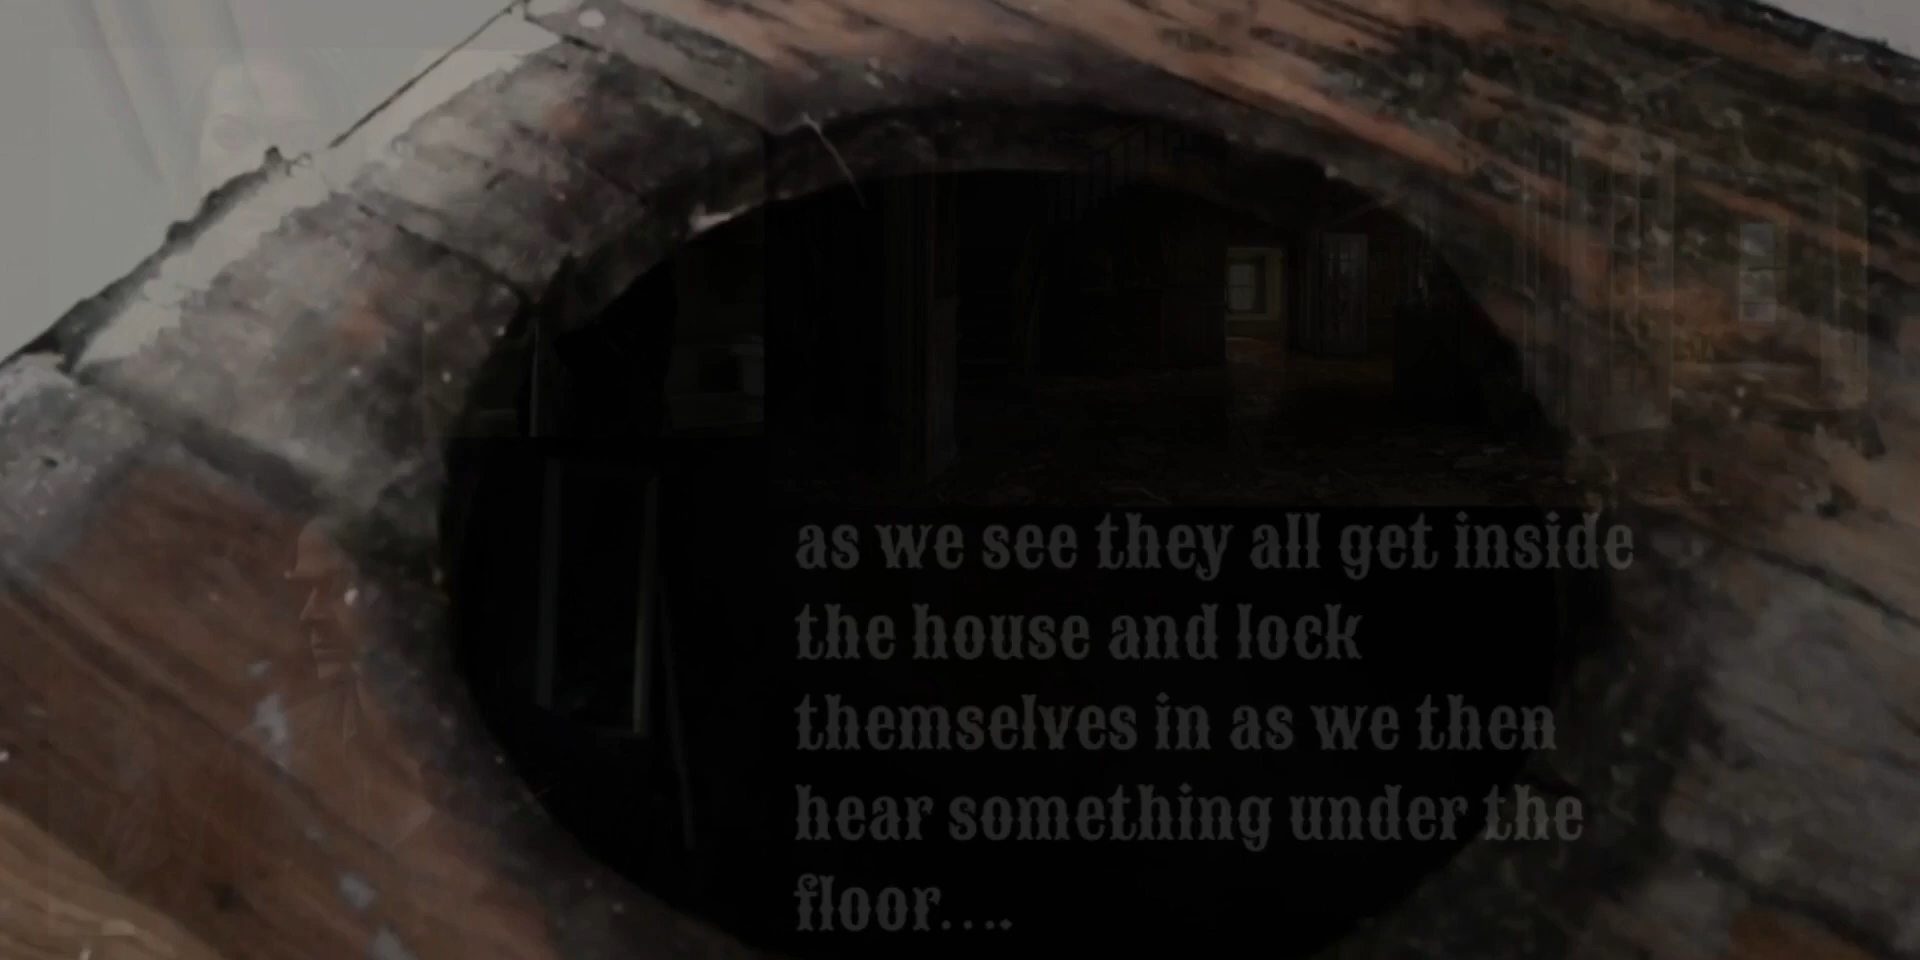 as we see they all get inside
the house and lock
themselves in as we then
hear something under the
floor....